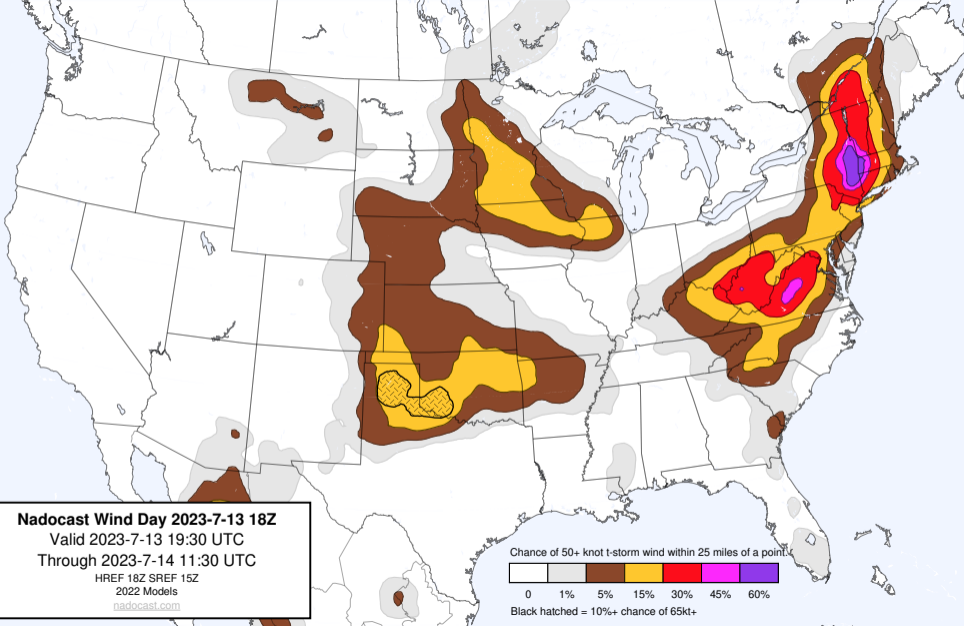 Nadocast Wind Day 2023-7-13 18Z
Valid 2023-7-13 19:30 UTC
Through 2023-7-14 11:30 UTC
HREF 18Z SREF 15Z
2022 Models
nadocast.com
Chance of 50+ knot t-storm wind within 25 miles of a point.
0 1% 5% 15% 30% 45% 60%
Black hatched = 10%+ chance of 65kt+